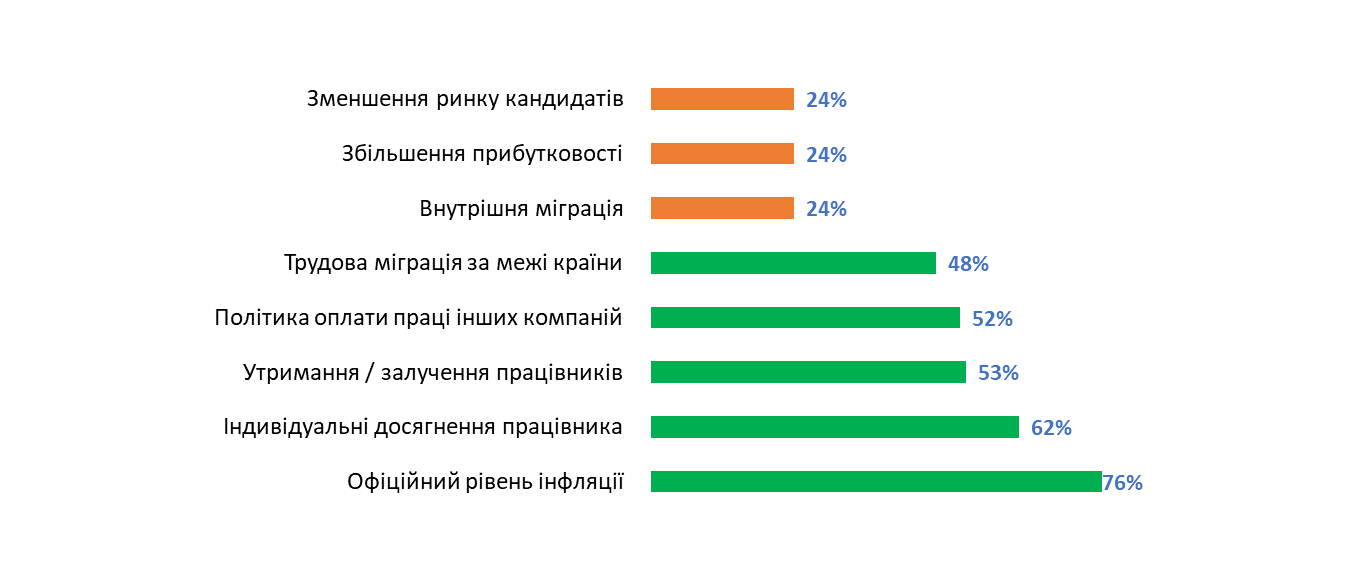 Зменшення ринку кандидатів 24%
Збільшення прибутковості 24%
Внутрішня міграція 24%
Трудова міграція за межі країни 48%
Політика оплати праці інших компаній 52%
Утримання / залучення працівників 53%
Індивідуальні досягнення працівника 62%
Офіційний рівень інфляції 76%